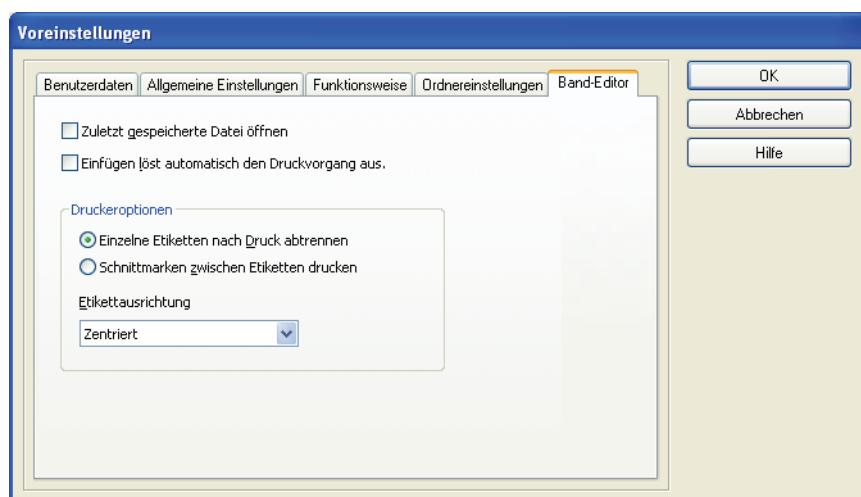 Voreinstellungen
Benutzerdaten Allgemeine Einstellungen Funktionsweise Ordnereinstellungen Band-Editor
Zuletzt gespeicherte Datei öffnen
Einfügen löst automatisch den Druckvorgang aus.
Druckeroptionen
Einzelne Etiketten nach Druck abtrennen
Schnittmarken zwischen Etiketten drucken
Etikettausrichtung
Zentriert
OK
Abbrechen
Hilfe